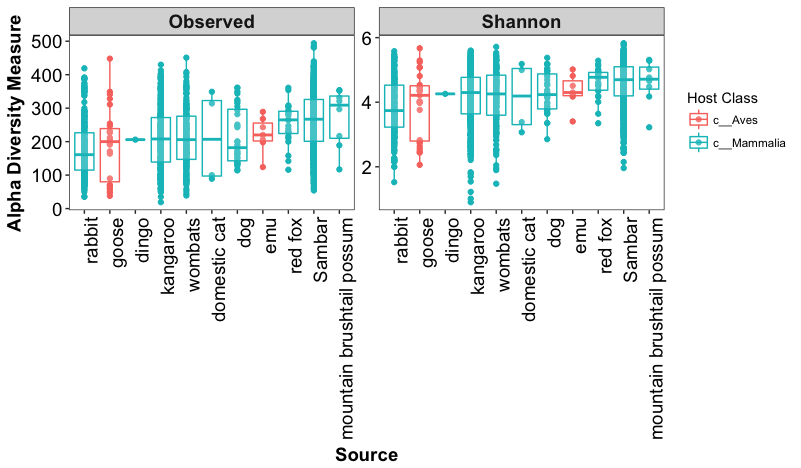 Observed
Shannon
Alpha Diversity Measure
500
400
300
200
100
0
6
4
2
rabbit
goose
dingo
kangaroo
wombats
domestic cat
dog
emu
red fox
Sambar
mountain brushtail possum
rabbit
goose
dingo
kangaroo
wombats
domestic cat
dog
emu
red fox
Sambar
mountain brushtail possum
Source
Host Class
c__Aves
c__Mammalia